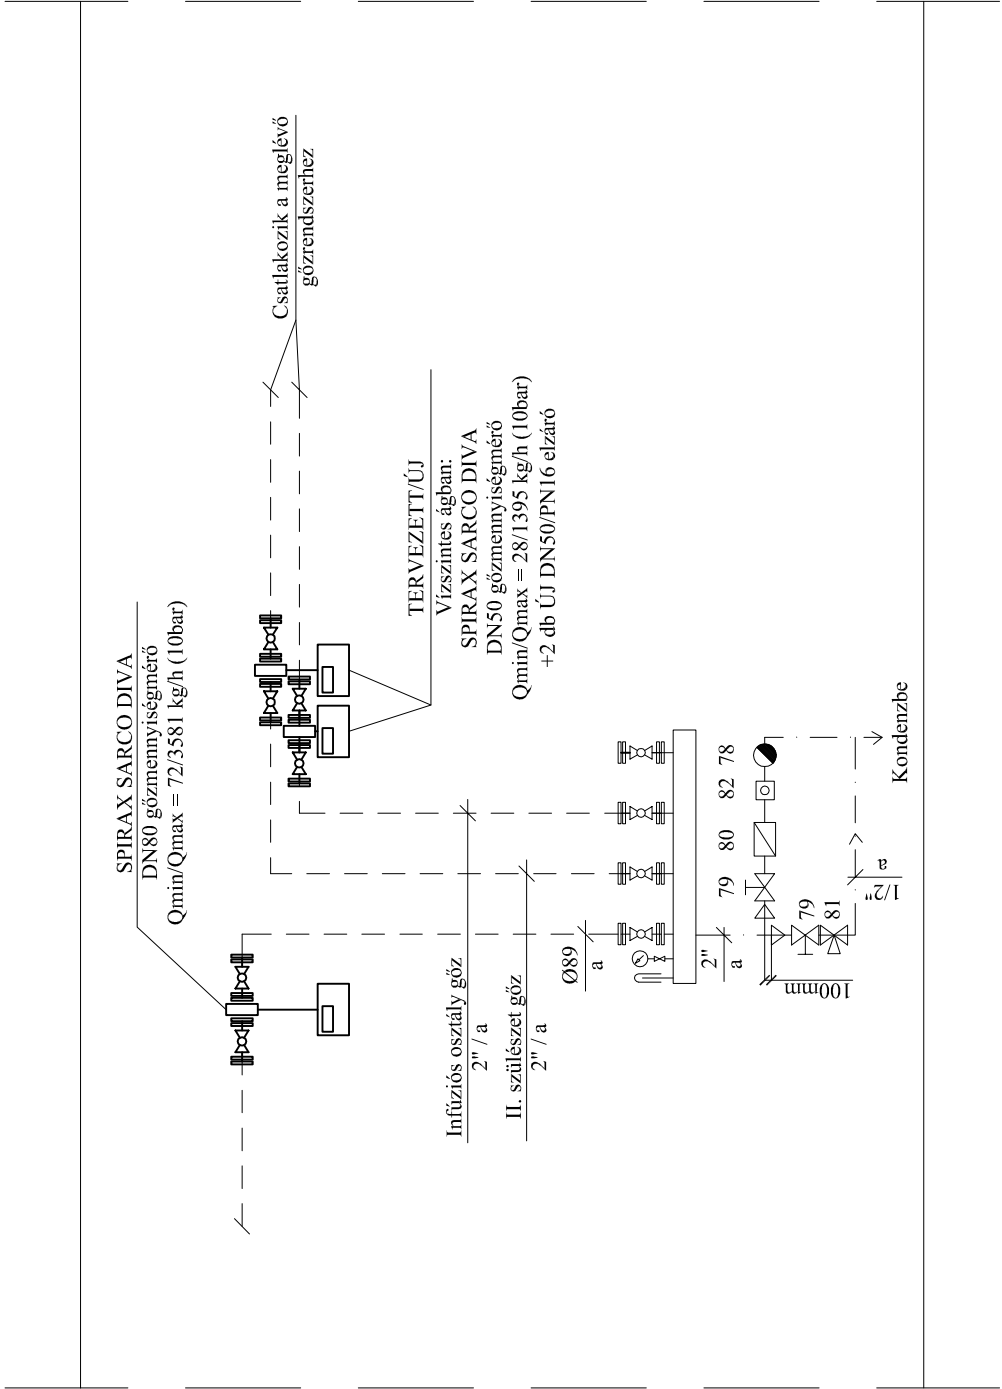 SPIRAX SARCO DIVA
DN80 gőzmennyiségmérő
Qmin/Qmax = 72/3581 kg/h (10bar)
Csatlakozik a meglévő
gőzrendszerhez
TERVEZETT/ÚJ
Vízszintes ágban:
SPIRAX SARCO DIVA
DN50 gőzmennyiségmérő
Qmin/Qmax = 28/1395 kg/h (10bar)
+2 db ÚJ DN50/PN16 elzáró
Infúziós osztály gőz
2" / a
II. szülészet gőz
2" / a
Ø89
a
2"
a
79
80
82
78
79
81
100mm
1/2"
a
Kondenzbe